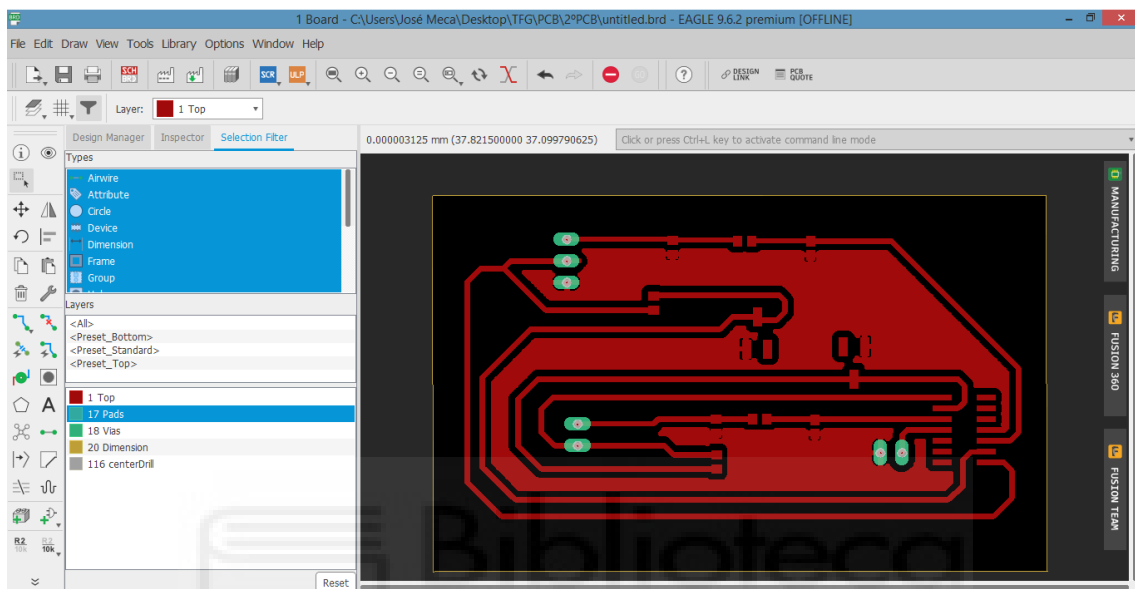 1 Board - C:\Users\José Meca\Desktop\TFG\PCB\2ºPCB\untitled.brd - EAGLE 9.6.2 premium [OFFLINE]
File Edit Draw View Tools Library Options Window Help
SCH SCR ULP DESIGN LINK PCB QUOTE
Layer: 1 Top
Design Manager Inspector Selection Filter
0.000003125 mm (37.821500000 37.099790625) Click or press Ctrl+L key to activate command line mode
Types
Airwire
Attribute
Circle
Device
Dimension
Frame
Group
Layers
<All>
<Preset_Bottom>
<Preset_Standard>
<Preset_Top>
1 Top
17 Pads
18 Vias
20 Dimension
116 centerDrill
R2 10k R2 10k
Reset
MANUFACTURING
FUSION 360
FUSION TEAM
Biblioteca